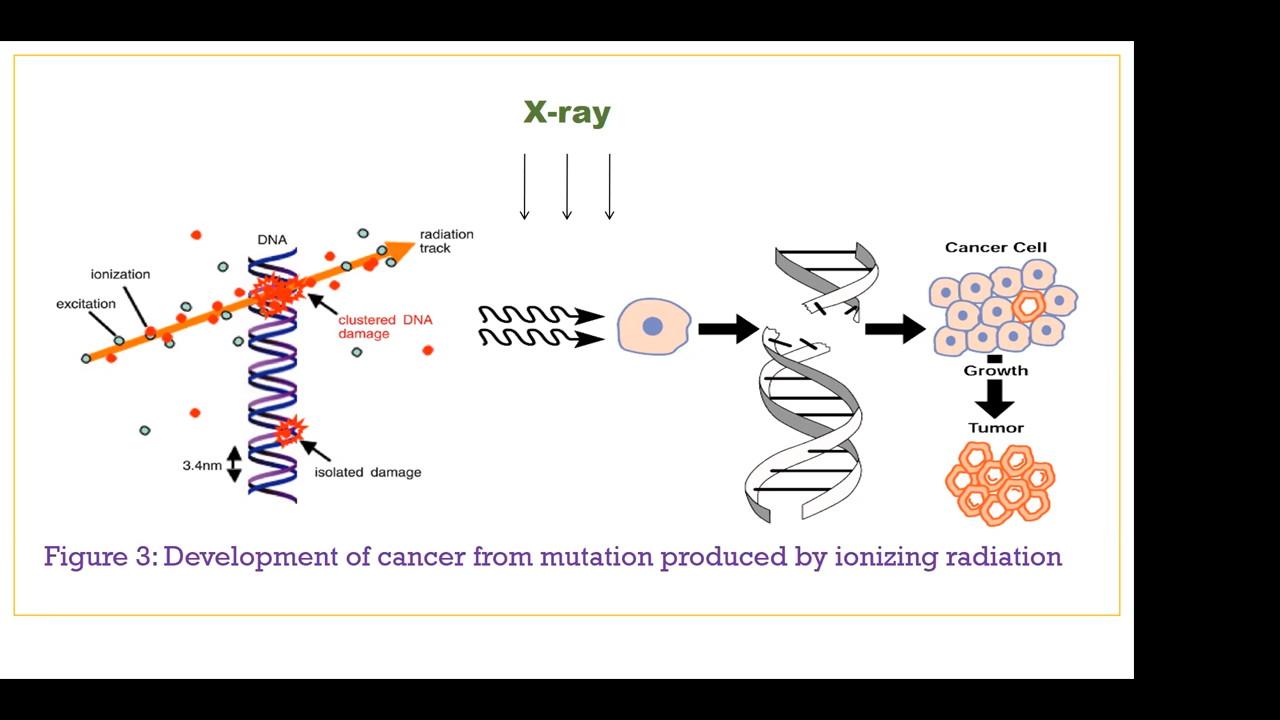 X-ray
DNA
radiation
track
ionization
excitation
clustered DNA
damage
3.4nm
isolated damage
Cancer Cell
Growth
Tumor
Figure 3: Development of cancer from mutation produced by ionizing radiation